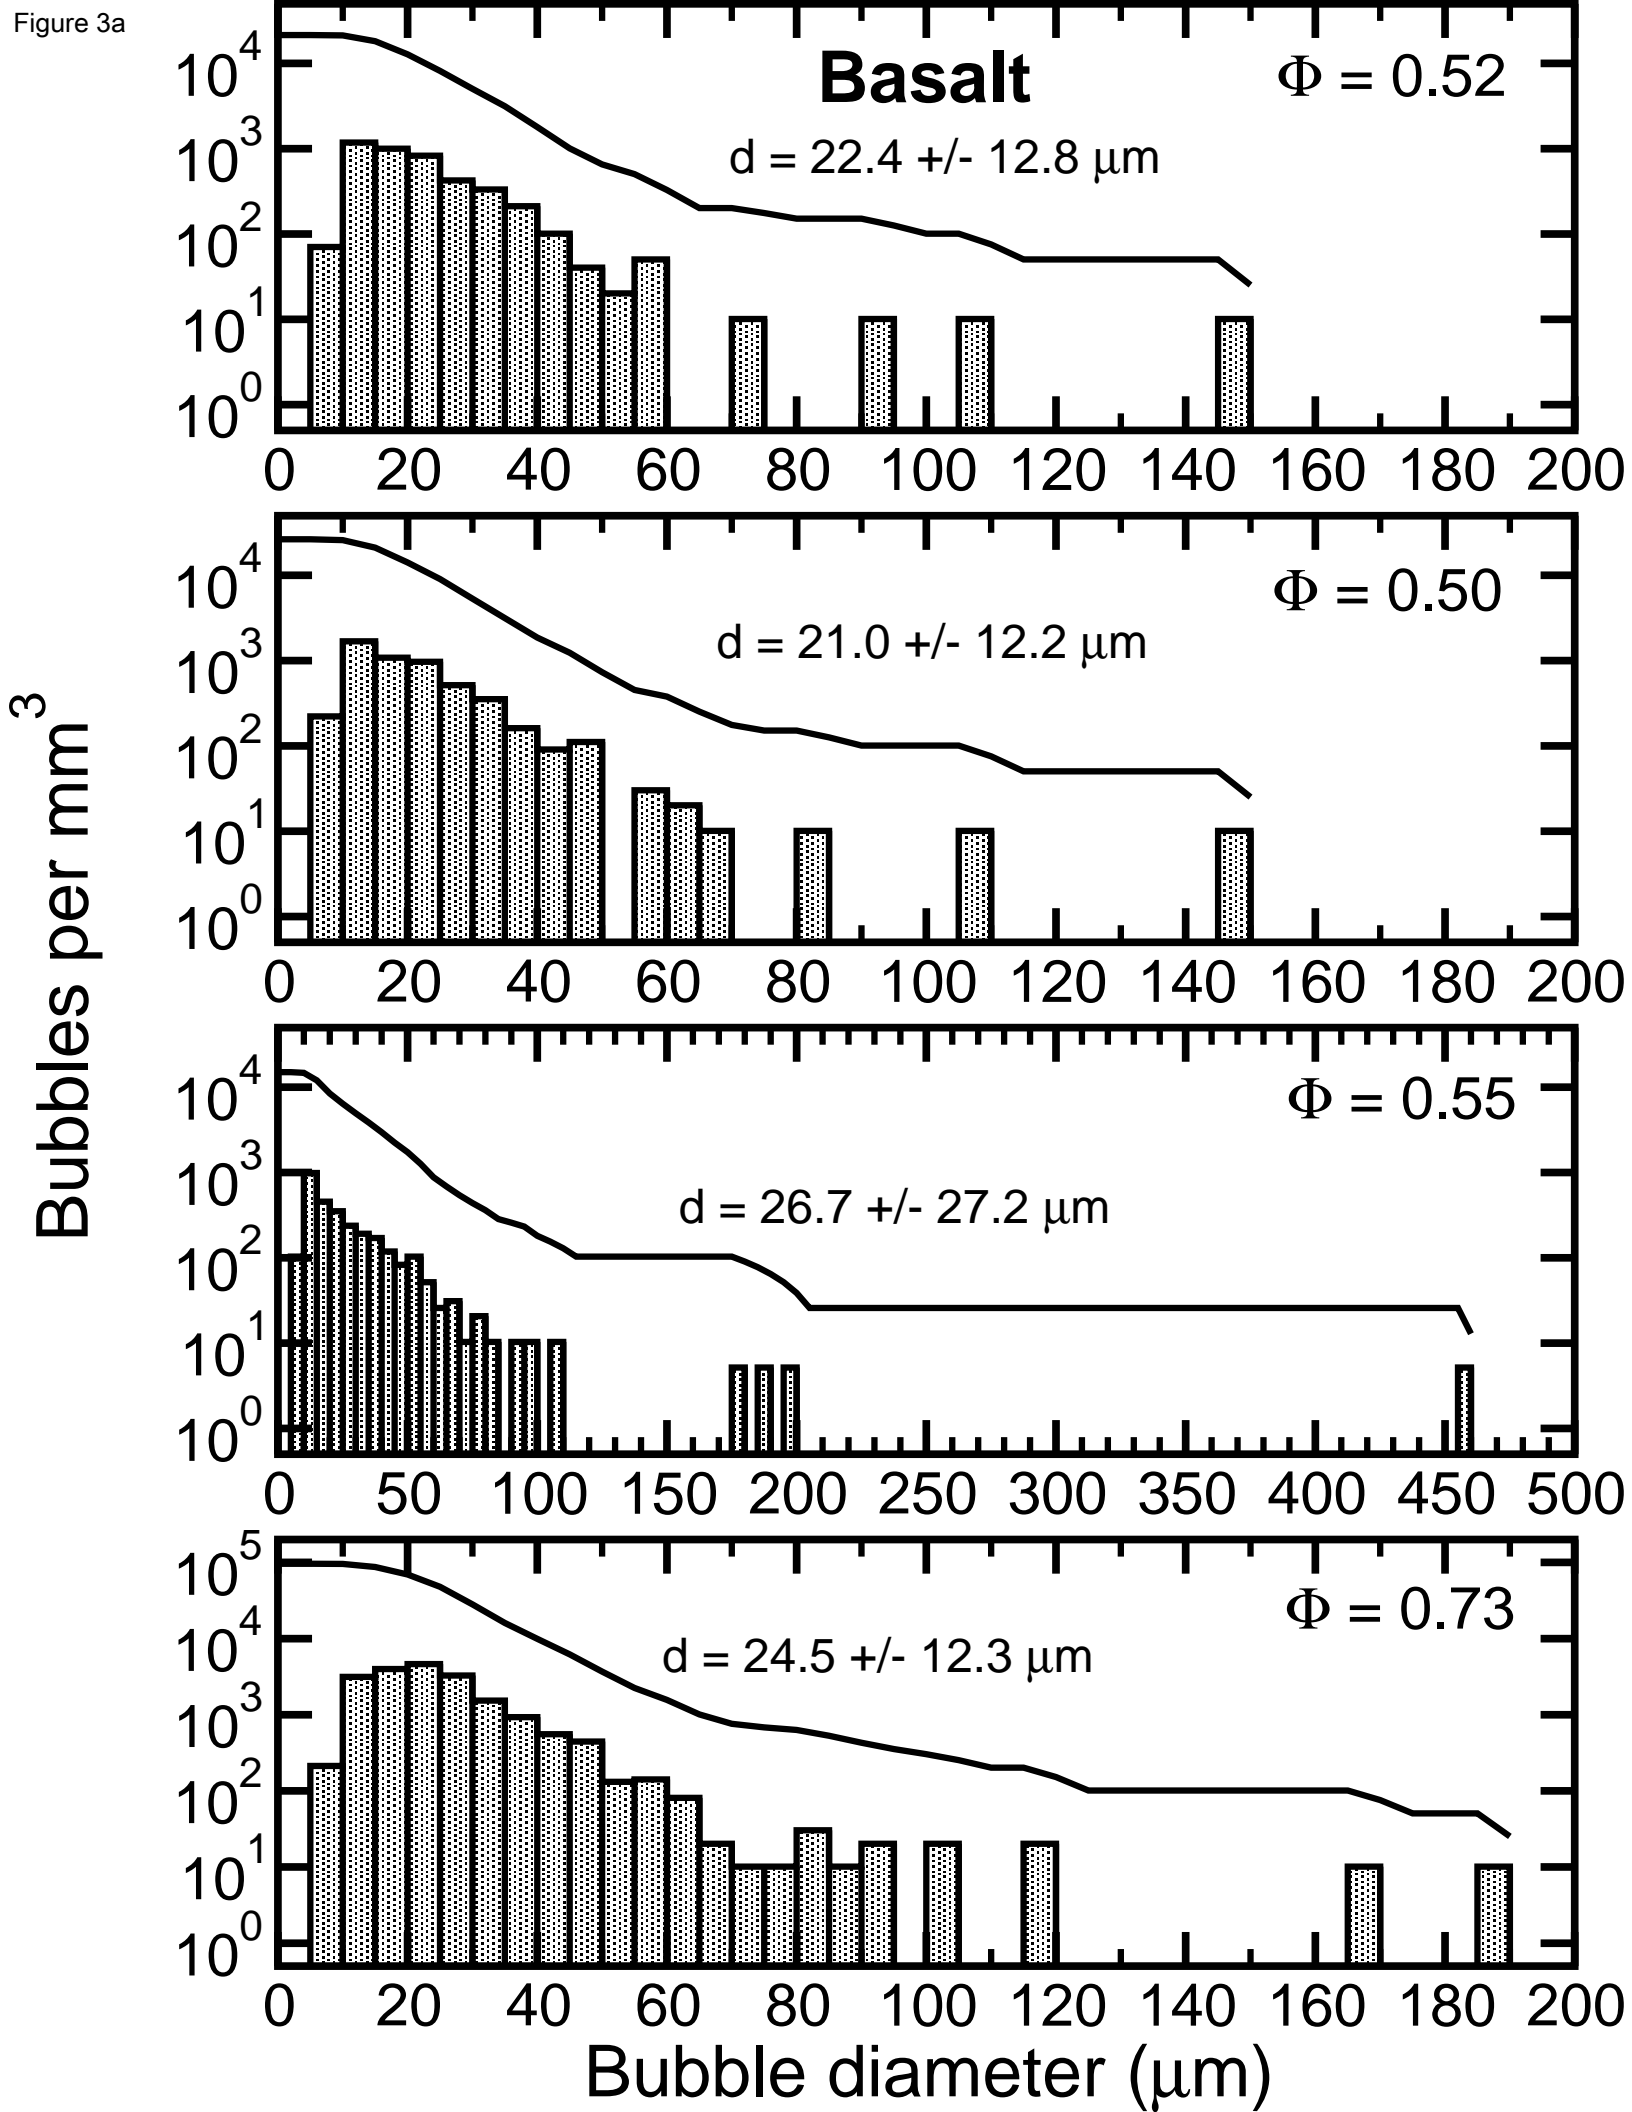 Figure 3a
Basalt
Φ = 0.52
d = 22.4 +/- 12.8 μm
10^4
10^3
10^2
10^1
10^0
0 20 40 60 80 100 120 140 160 180 200
Φ = 0.50
d = 21.0 +/- 12.2 μm
10^4
10^3
10^2
10^1
10^0
0 20 40 60 80 100 120 140 160 180 200
Bubbles per mm^3
Φ = 0.55
d = 26.7 +/- 27.2 μm
10^4
10^3
10^2
10^1
10^0
0 50 100 150 200 250 300 350 400 450 500
Φ = 0.73
d = 24.5 +/- 12.3 μm
10^5
10^4
10^3
10^2
10^1
10^0
0 20 40 60 80 100 120 140 160 180 200
Bubble diameter (μm)